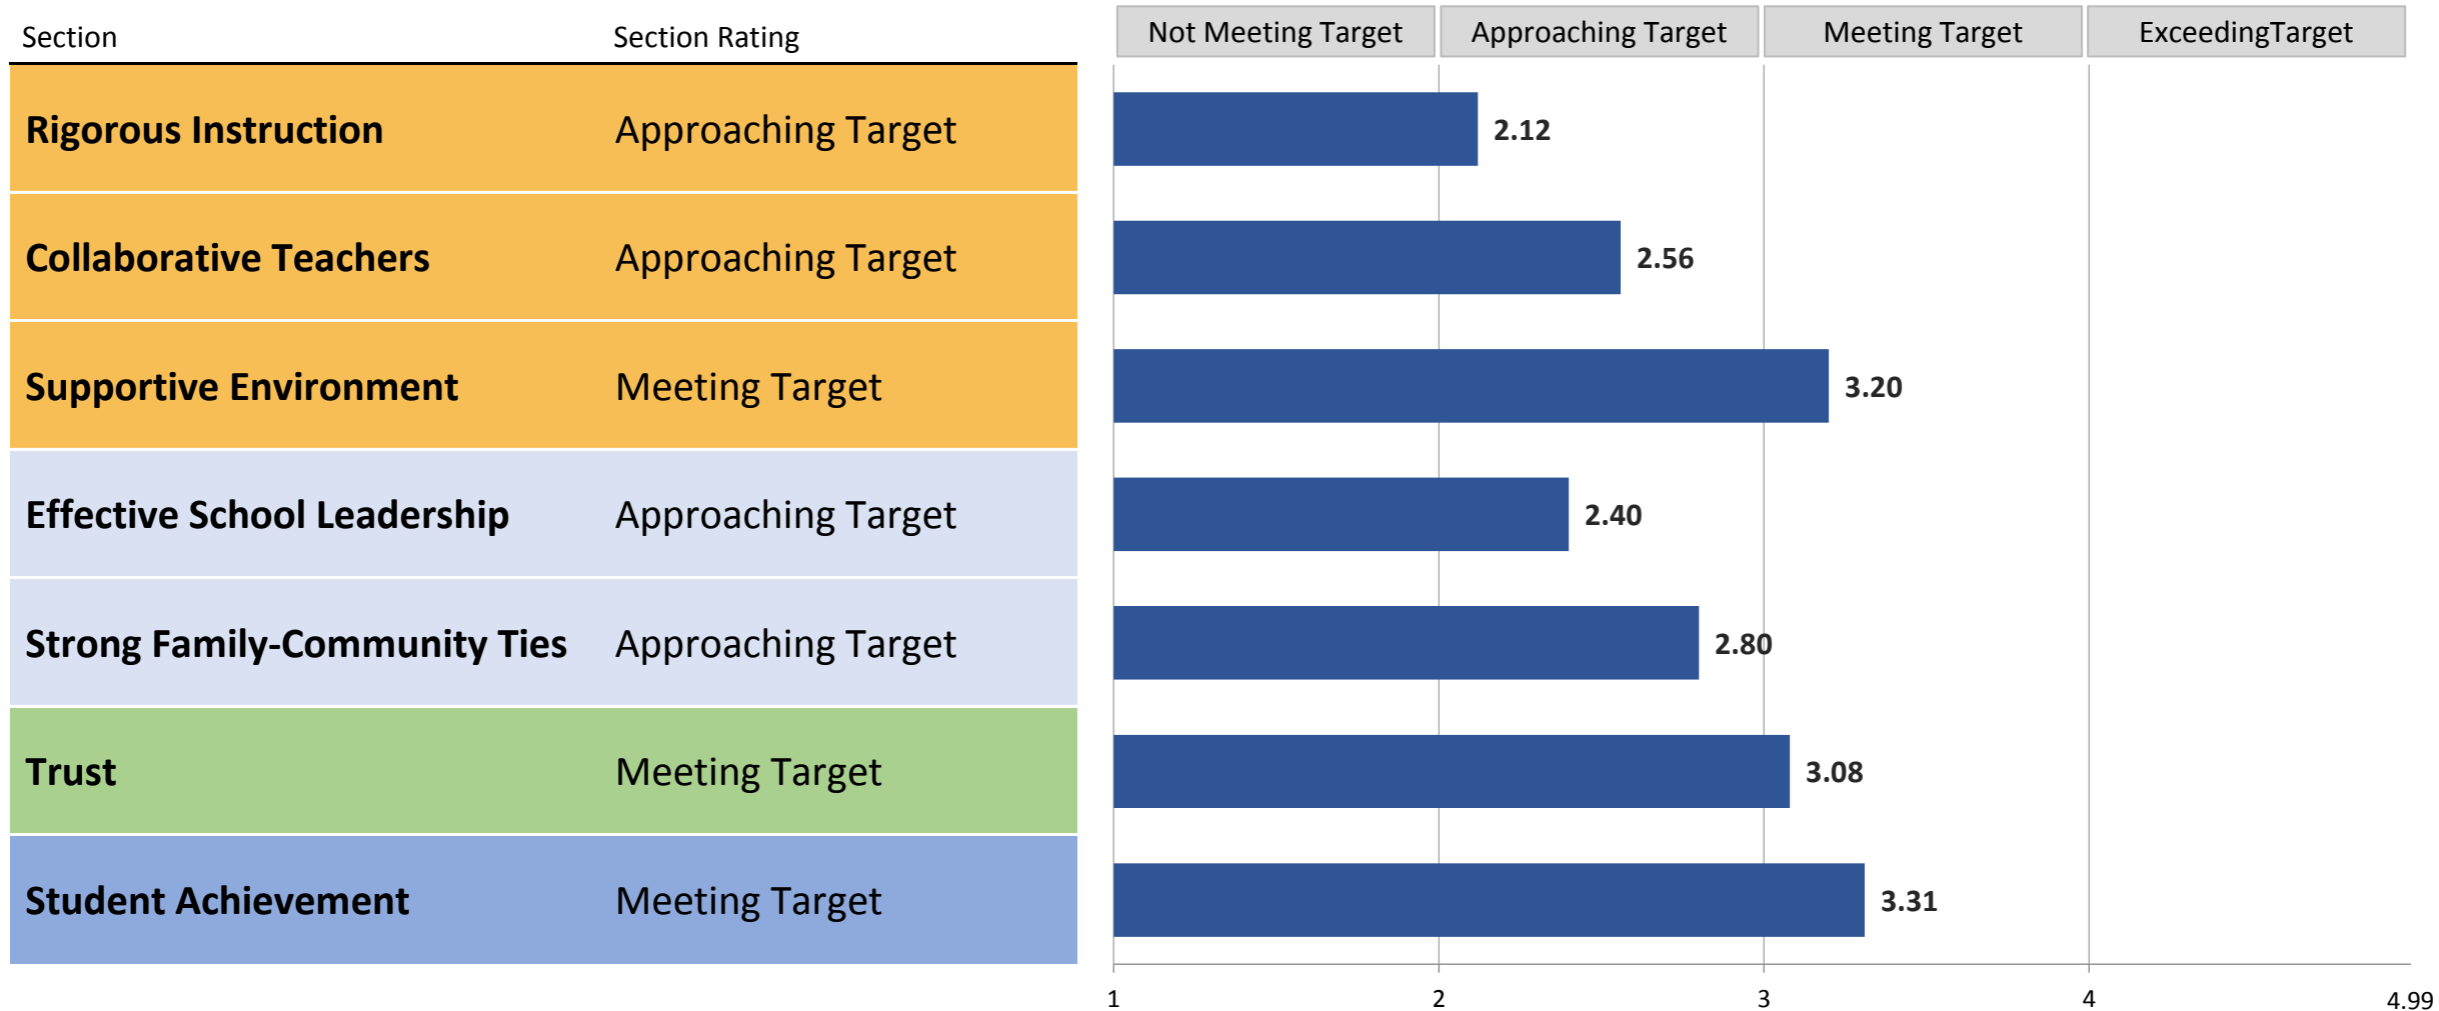 Section Section Rating Not Meeting Target Approaching Target Meeting Target ExceedingTarget
Rigorous Instruction Approaching Target 2.12
Collaborative Teachers Approaching Target 2.56
Supportive Environment Meeting Target 3.20
Effective School Leadership Approaching Target 2.40
Strong Family-Community Ties Approaching Target 2.80
Trust Meeting Target 3.08
Student Achievement Meeting Target 3.31
1 2 3 4 4.99